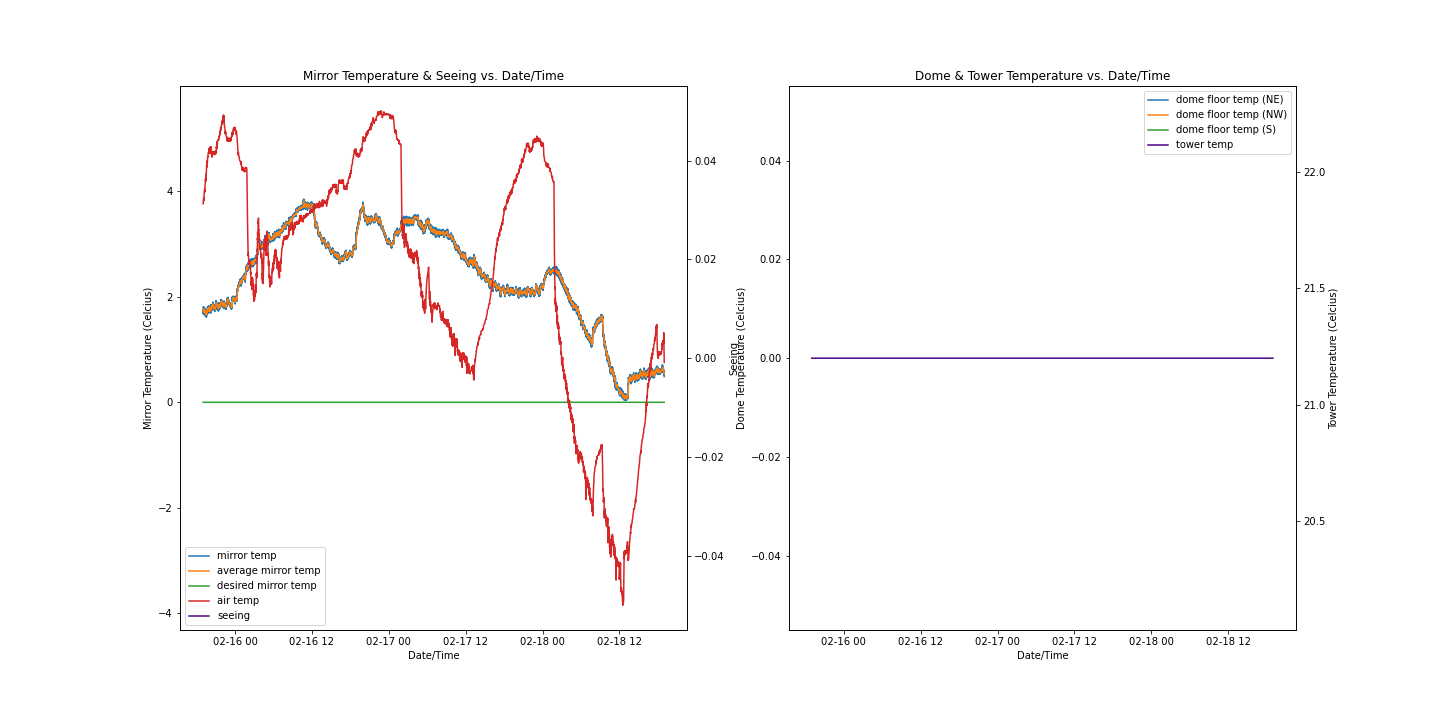 Mirror Temperature & Seeing vs. Date/Time
Mirror Temperature (Celcius)
4
2
0
−2
−4
0.04
0.02
0.00
−0.02
−0.04
Seeing
mirror temp
average mirror temp
desired mirror temp
air temp
seeing
02-16 00
02-16 12
02-17 00
02-17 12
02-18 00
02-18 12
Date/Time
Dome & Tower Temperature vs. Date/Time
Dome Temperature (Celcius)
0.04
0.02
0.00
−0.02
−0.04
dome floor temp (NE)
dome floor temp (NW)
dome floor temp (S)
tower temp
22.0
21.5
21.0
20.5
Tower Temperature (Celcius)
02-16 00
02-16 12
02-17 00
02-17 12
02-18 00
02-18 12
Date/Time